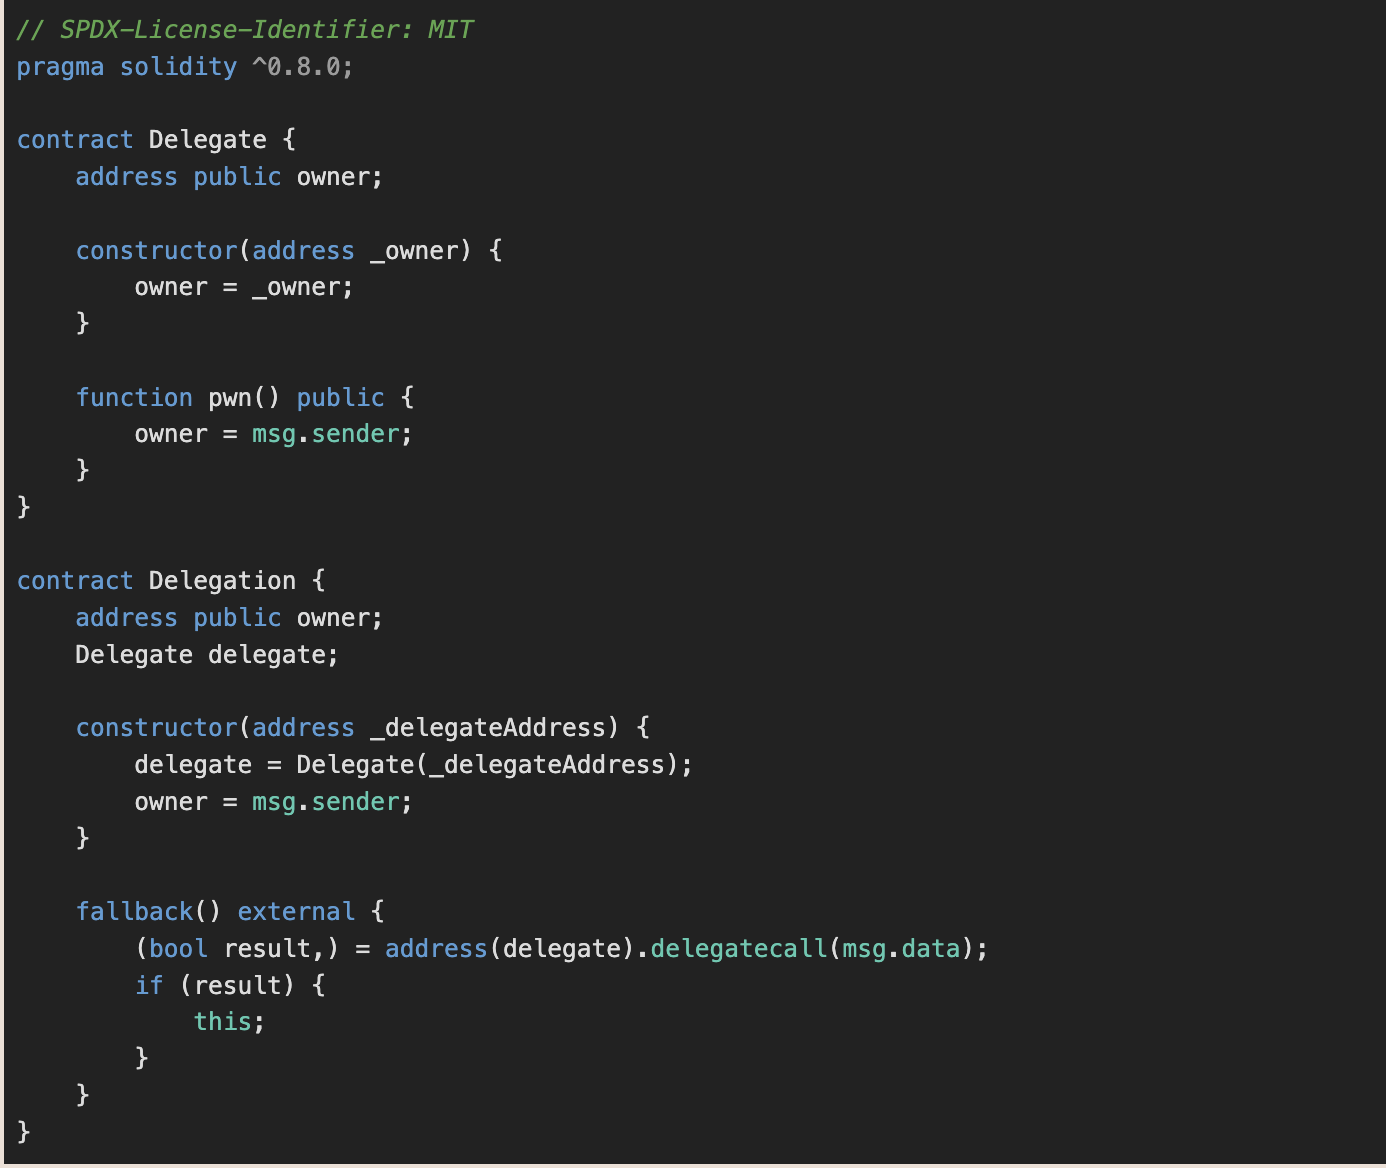 // SPDX-License-Identifier: MIT
pragma solidity ^0.8.0;

contract Delegate {
    address public owner;

    constructor(address _owner) {
        owner = _owner;
    }

    function pwn() public {
        owner = msg.sender;
    }
}

contract Delegation {
    address public owner;
    Delegate delegate;

    constructor(address _delegateAddress) {
        delegate = Delegate(_delegateAddress);
        owner = msg.sender;
    }

    fallback() external {
        (bool result,) = address(delegate).delegatecall(msg.data);
        if (result) {
            this;
        }
    }
}